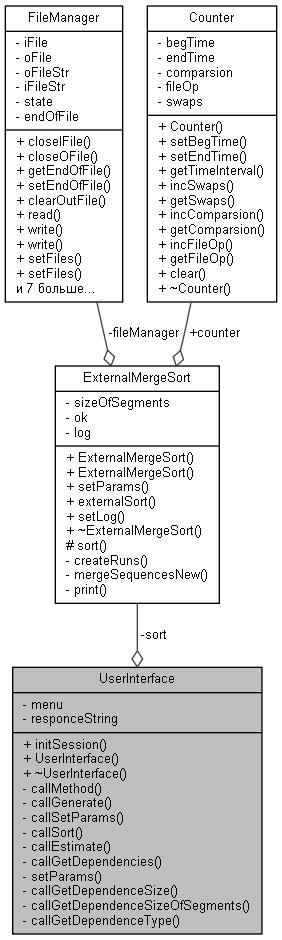 FileManager
- iFile
- oFile
- oFileStr
- iFileStr
- state
- endOfFile
+ closeIFile()
+ closeOFile()
+ getEndOfFile()
+ setEndOfFile()
+ clearOutFile()
+ read()
+ write()
+ write()
+ setFiles()
+ setFiles()
и 7 больше...
Counter
- begTime
- endTime
- comparsion
- fileOp
- swaps
+ Counter()
+ setBegTime()
+ setEndTime()
+ getTimeInterval()
+ incSwaps()
+ getSwaps()
+ incComparsion()
+ getComparsion()
+ incFileOp()
+ getFileOp()
+ clear()
+ ~Counter()
-fileManager
+counter
ExternalMergeSort
- sizeOfSegments
- ok
- log
+ ExternalMergeSort()
+ ExternalMergeSort()
+ setParams()
+ externalSort()
+ setLog()
+ ~ExternalMergeSort()
# sort()
- createRuns()
- mergeSequencesNew()
- print()
-sort
UserInterface
- menu
- responceString
+ initSession()
+ UserInterface()
+ ~UserInterface()
- callMethod()
- callGenerate()
- callSetParams()
- callSort()
- callEstimate()
- callGetDependencies()
- setParams()
- callGetDependenceSize()
- callGetDependenceSizeOfSegments()
- callGetDependenceType()